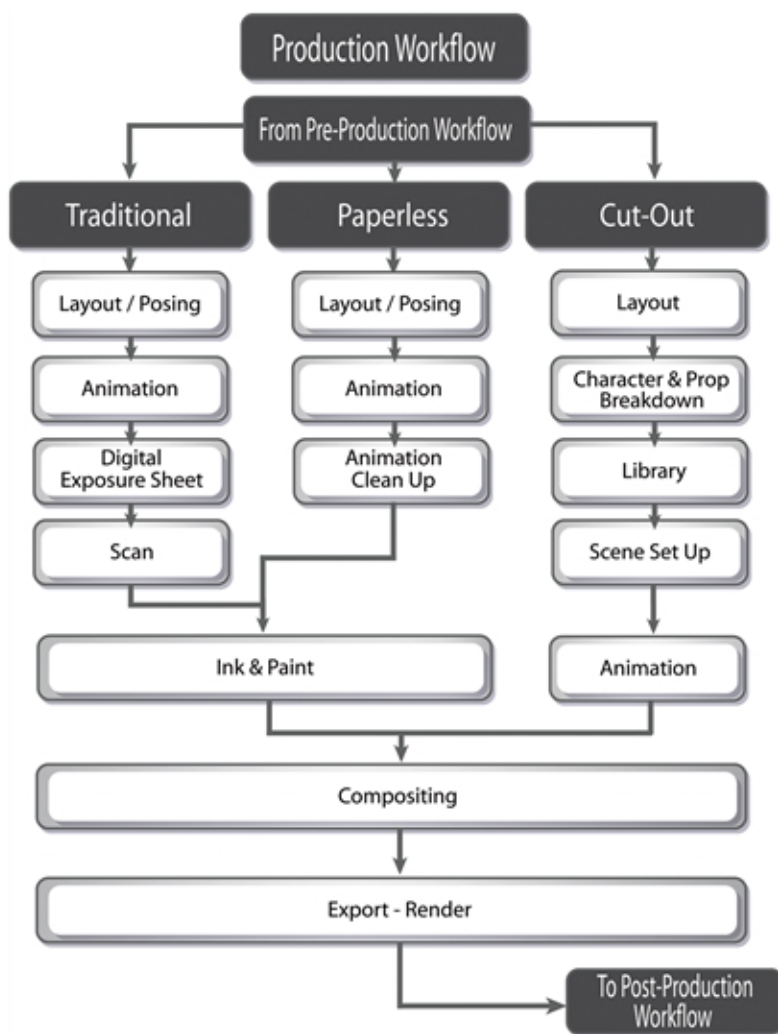 Production Workflow
From Pre-Production Workflow
Traditional
Paperless
Cut-Out
Layout / Posing
Layout / Posing
Layout
Animation
Animation
Character & Prop
Breakdown
Digital
Exposure Sheet
Animation
Clean Up
Library
Scan
Scene Set Up
Ink & Paint
Animation
Compositing
Export - Render
To Post-Production
Workflow